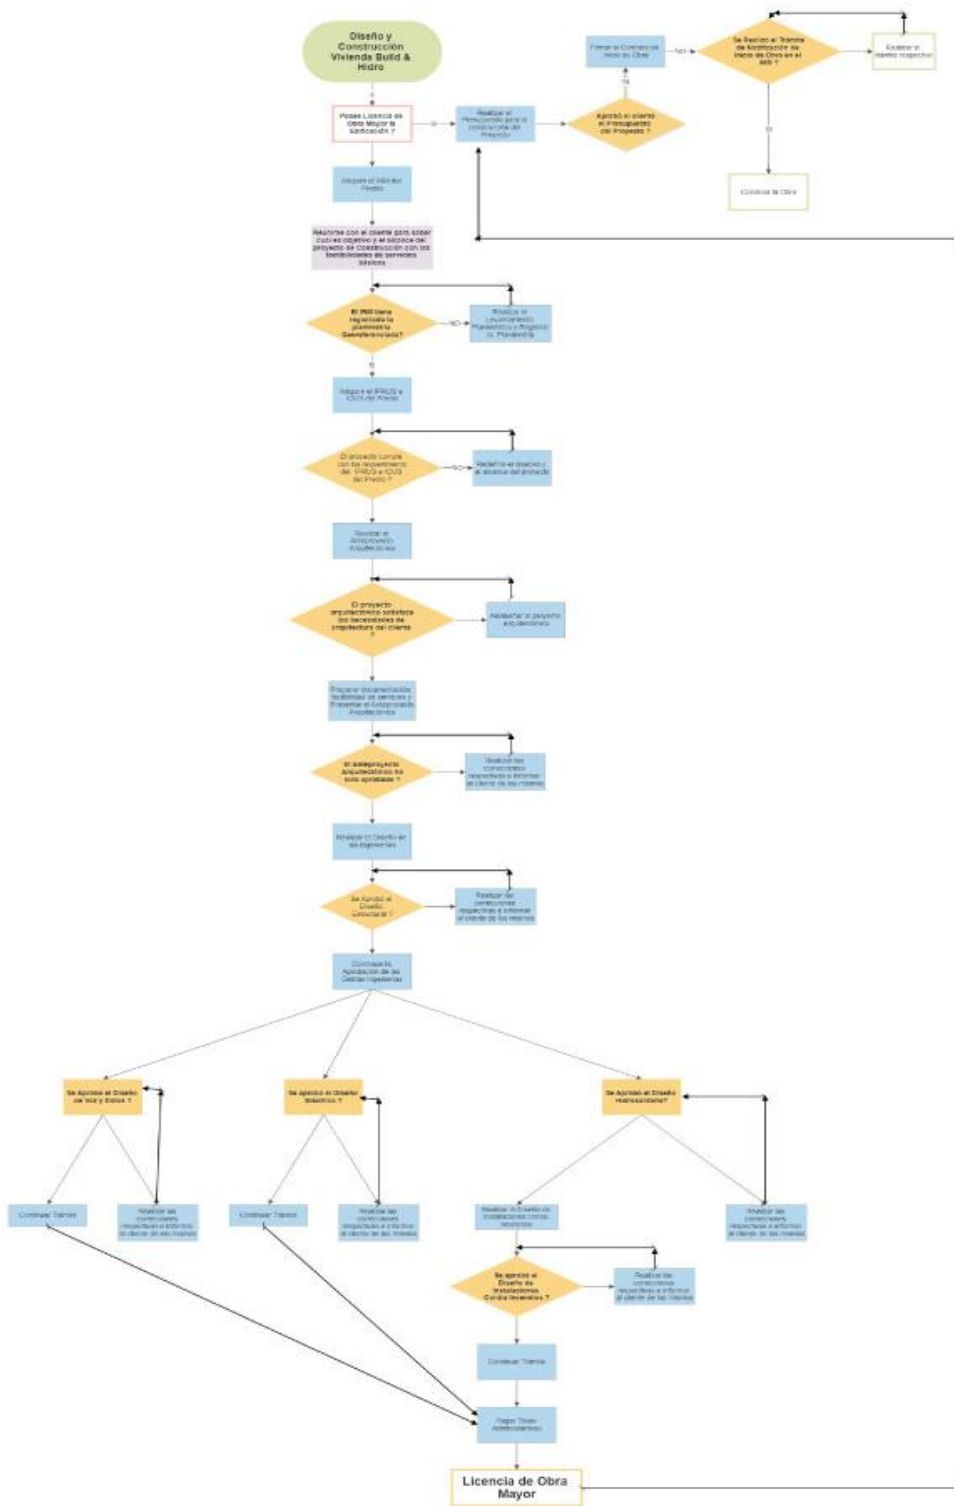 Diseño y
Construcción
Vivienda Build &
Hidro
Posee Licencia de
Obra Mayor la
Edificación ?
SI
Realizar el
Presupuesto para la
construcción del
Proyecto
Aprobó el cliente
el Presupuesto
del Proyecto ?
SI
Firmar el Contrato de
Inicio de Obra
NO
Se Realizó el Trámite
de Notificación de
Inicio de Obra en el
?
Realizar el
trámite respectivo
SI
Construir la Obra
Adquirir el IRM del
Predio
Reunirse con el cliente para saber
cuál es objetivo y el alcance del
proyecto de Construcción con las
factibilidades de servicios
básicos
El IRM tiene
registrada la
planimetría
Georeferenciada?
NO
Realizar el
Levantamiento
Planimétrico y Registrar
la Planimetría
SI
Adquirir el IPRUS e
ICUS del Predio
El proyecto cumple
con los requerimiento
del IPRUS e ICUS
del Predio ?
NO
Redefinir el objetivo y
el alcance del proyecto
Realizar el
Anteproyecto
Arquitectónico
El proyecto
arquitectónico satisface
las necesidades de
arquitectura del cliente
?
Rediseñar el proyecto
arquitectónico
Preparar documentación,
factibilidad de servicios y
Presentar el Anteproyecto
Arquitectónico
El Anteproyecto
Arquitectónico ha
sido aprobado ?
Realizar las
correcciones
respectivas e informar
al cliente de las mismas
Realizar El Diseño de
las Ingenierías
Se Aprobó el
Diseño
Estructural ?
Realizar las
correcciones
respectivas e informar
al cliente de las mismas
Continuar la
Aprobación de las
Demás Ingenierías
Se Aprobó el Diseño
de Voz y Datos ?
Se aprobó el Diseño
Eléctrico ?
Se Aprobó el Diseño
Hidrosanitario?
Continuar Trámite
Realizar las
correcciones
respectivas e informar
al cliente de las mismas
Continuar Trámite
Realizar las
correcciones
respectivas e informar
al cliente de las mismas
Realizar el Diseño de
Instalaciones Contra
Incendios
Realizar las
correcciones
respectivas e informar
al cliente de las mismas
Se aprobó el
Diseño de
Instalaciones
Contra Incendios ?
Realizar las
correcciones
respectivas e informar
al cliente de las mismas
Continuar Trámite
Pagar Tasas
Administrativas
Licencia de Obra
Mayor